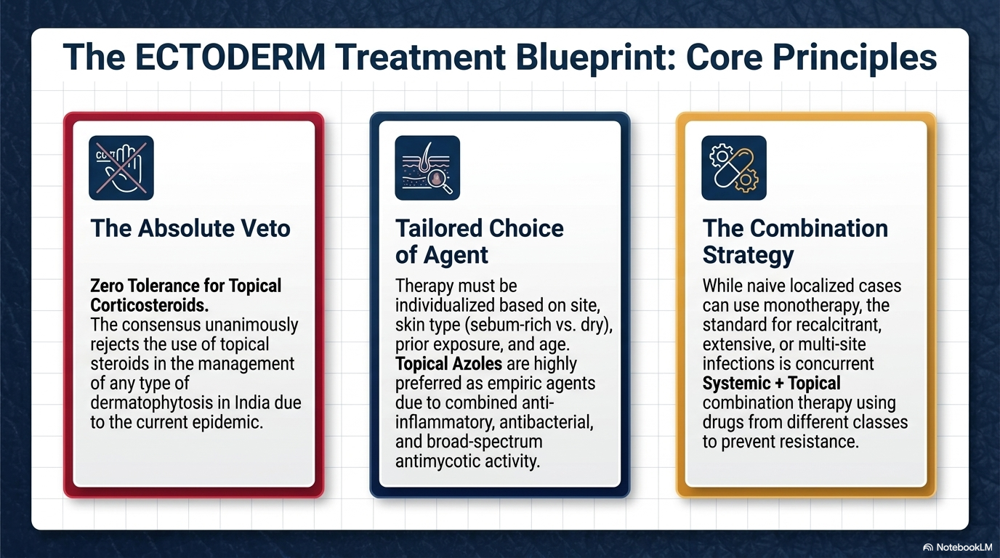 The ECTODERM Treatment Blueprint: Core Principles
The Absolute Veto
Zero Tolerance for Topical
Corticosteroids.
The consensus unanimously
rejects the use of topical
steroids in the management
of any type of
dermatophytosis in India due
to the current epidemic.
Tailored Choice
of Agent
Therapy must be
individualized based on site,
skin type (sebum-rich vs. dry),
prior exposure, and age.
Topical Azoles are highly
preferred as empiric agents
due to combined anti-
inflammatory, antibacterial,
and broad-spectrum
antimycotic activity.
The Combination
Strategy
While naive localized cases
can use monotherapy, the
standard for recalcitrant,
extensive, or multi-site
infections is concurrent
Systemic + Topical
combination therapy using
drugs from different classes
to prevent resistance.
NotebookLM